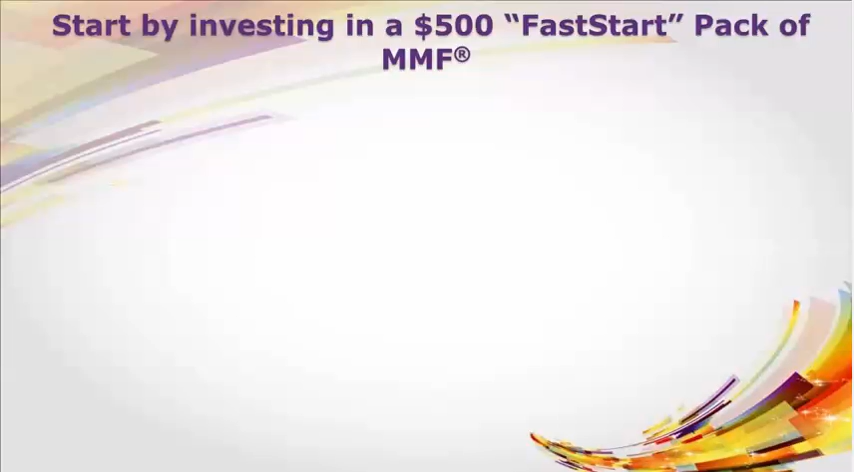 Start by investing in a $500 “FastStart” Pack of
MMF®